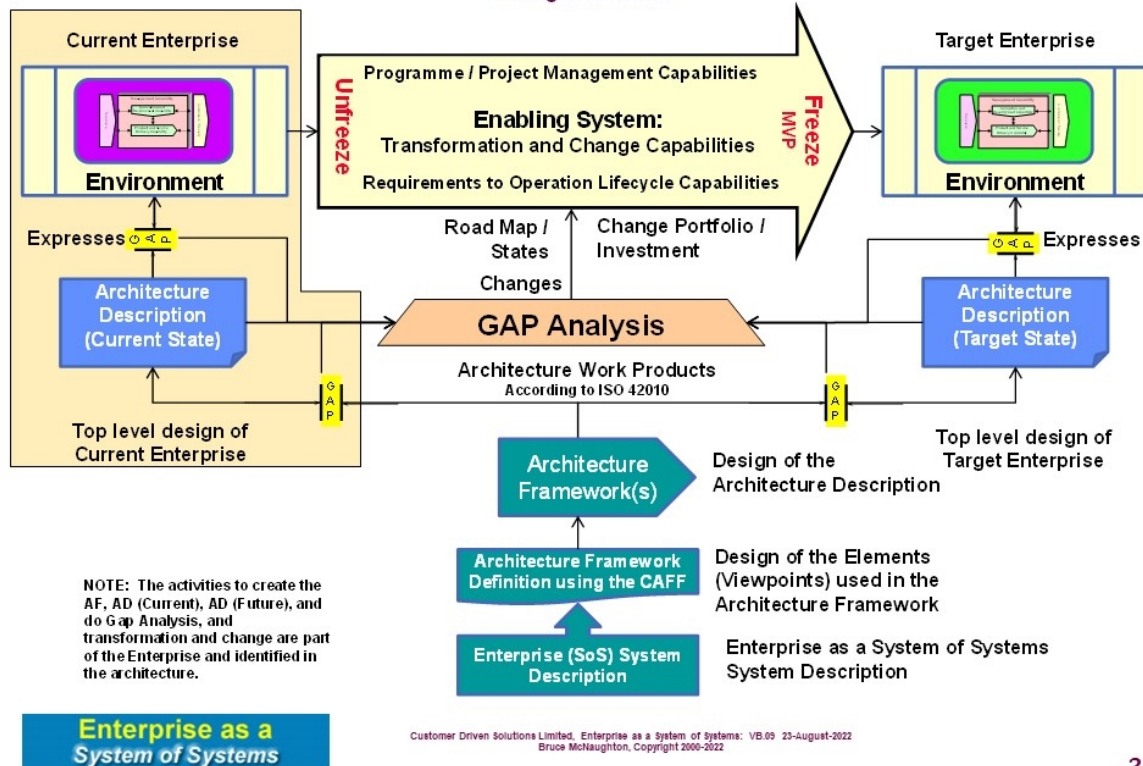 Current Enterprise
Environment
Expresses
GAP
Architecture
Description
(Current State)
GAP
Top level design of
Current Enterprise
Unfreeze
Programme / Project Management Capabilities
Enabling System:
Transformation and Change Capabilities
Requirements to Operation Lifecycle Capabilities
Freeze
MVP
Target Enterprise
Environment
GAP
Expresses
Architecture
Description
(Target State)
GAP
Top level design of
Target Enterprise
Road Map /
States
Change Portfolio /
Investment
Changes
GAP Analysis
Architecture Work Products
According to ISO 42010
Architecture
Framework(s)
Design of the
Architecture Description
Architecture Framework
Definition using the CAFF
Design of the Elements
(Viewpoints) used in the
Architecture Framework
Enterprise (SoS) System
Description
Enterprise as a System of Systems
System Description
NOTE: The activities to create the
AF, AD (Current), AD (Future), and
do Gap Analysis, and
transformation and change are part
of the Enterprise and identified in
the architecture.
Enterprise as a
System of Systems
Customer Driven Solutions Limited, Enterprise as a System of Systems: VB.09 23-August-2022
Bruce McNaughton, Copyright 2000-2022